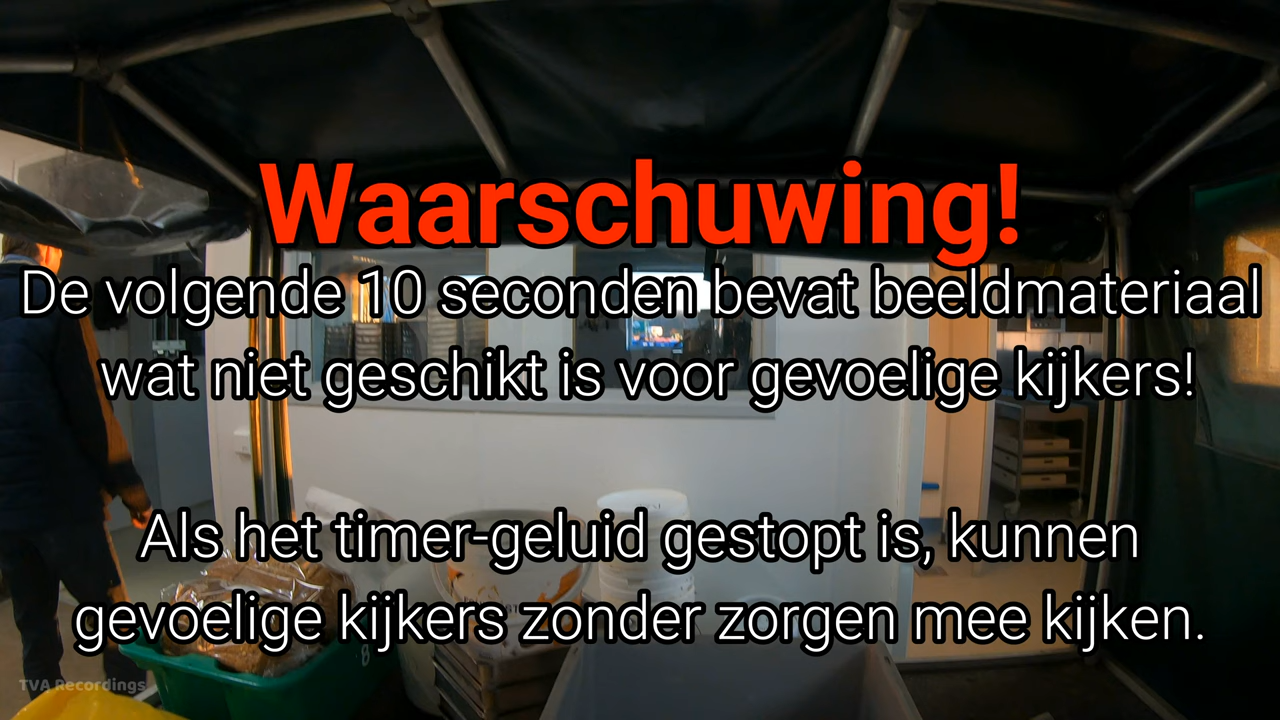 Waarschuwing!
De volgende 10 seconden bevat beeldmateriaal
wat niet geschikt is voor gevoelige kijkers!
Als het timer-geluid gestopt is, kunnen
gevoelige kijkers zonder zorgen mee kijken.
8
TVA Recordings